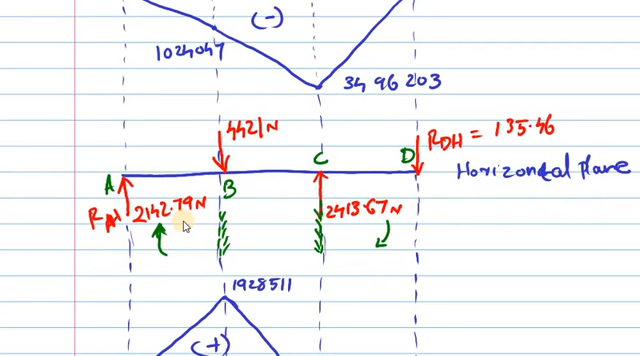 (-)
1024047
3496203
4421N
RDH = 135.46
A
B
C
D
Horizontal Plane
RAH
2142.79N
2413.67N
1928511
(+)